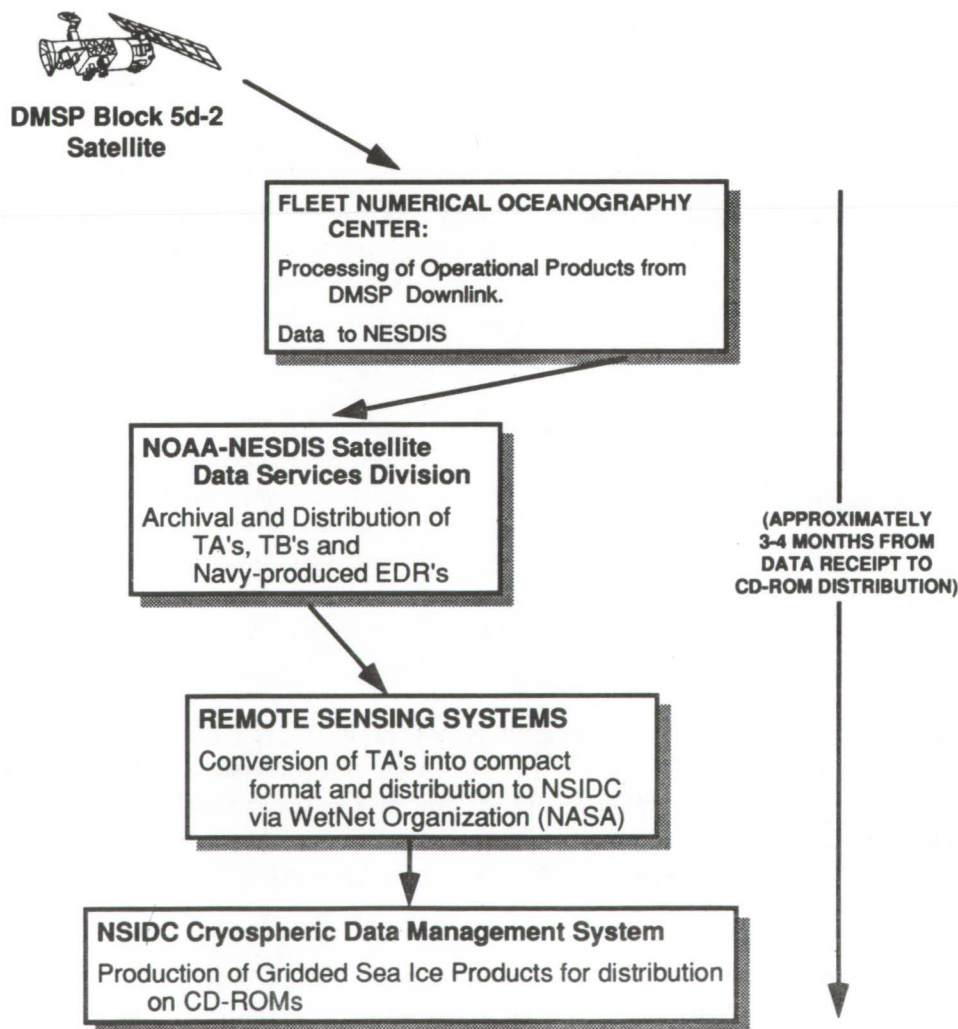 DMSP Block 5d-2
Satellite
FLEET NUMERICAL OCEANOGRAPHY
CENTER:
Processing of Operational Products from
DMSP Downlink.
Data to NESDIS
NOAA-NESDIS Satellite
Data Services Division
Archival and Distribution of
TA's, TB's and
Navy-produced EDR's
(APPROXIMATELY
3-4 MONTHS FROM
DATA RECEIPT TO
CD-ROM DISTRIBUTION)
REMOTE SENSING SYSTEMS
Conversion of TA's into compact
format and distribution to NSIDC
via WetNet Organization (NASA)
NSIDC Cryospheric Data Management System
Production of Gridded Sea Ice Products for distribution
on CD-ROMs